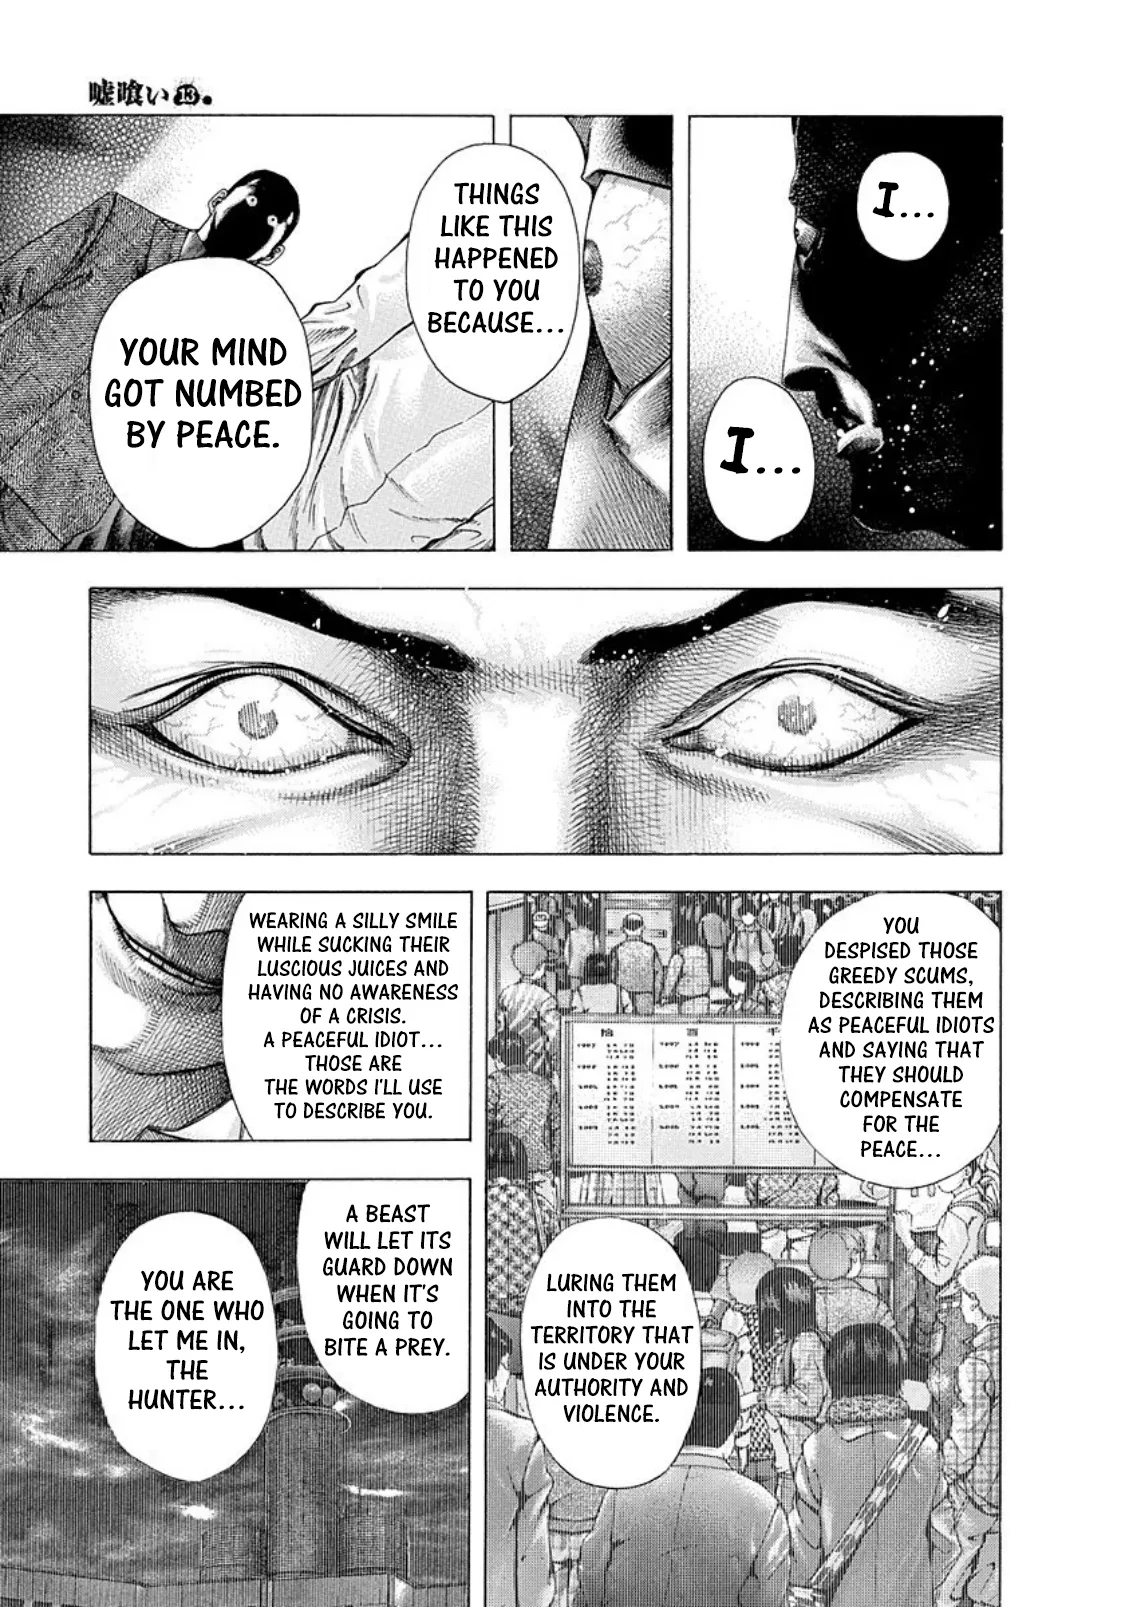 嘘喰い 13
I...
I...
THINGS
LIKE THIS
HAPPENED
TO YOU
BECAUSE...
YOUR MIND
GOT NUMBED
BY PEACE.
YOU
DESPISED THOSE
GREEDY SCUMS,
DESCRIBING THEM
AS PEACEFUL IDIOTS
AND SAYING THAT
THEY SHOULD
COMPENSATE
FOR THE
PEACE...
拾 百 千
LURING THEM
INTO THE
TERRITORY THAT
IS UNDER YOUR
AUTHORITY AND
VIOLENCE.
WEARING A SILLY SMILE
WHILE SUCKING THEIR
LUSCIOUS JUICES AND
HAVING NO AWARENESS
OF A CRISIS.
A PEACEFUL IDIOT...
THOSE ARE
THE WORDS I'LL USE
TO DESCRIBE YOU.
A BEAST
WILL LET ITS
GUARD DOWN
WHEN IT'S
GOING TO
BITE A PREY.
YOU ARE
THE ONE WHO
LET ME IN,
THE
HUNTER...